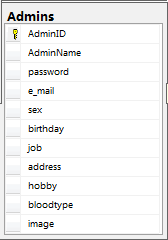 Admins
AdminID
AdminName
password
e_mail
sex
birthday
job
address
hobby
bloodtype
image